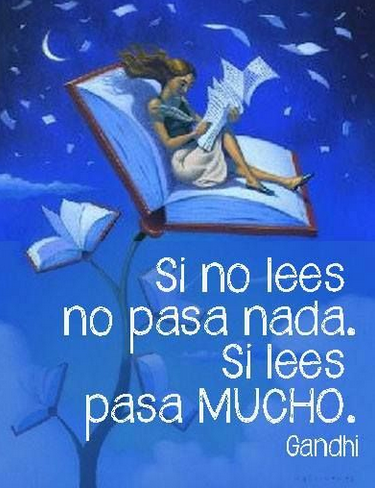 Si no lees
no pasa nada.
Si lees
pasa MUCHO.
Gandhi